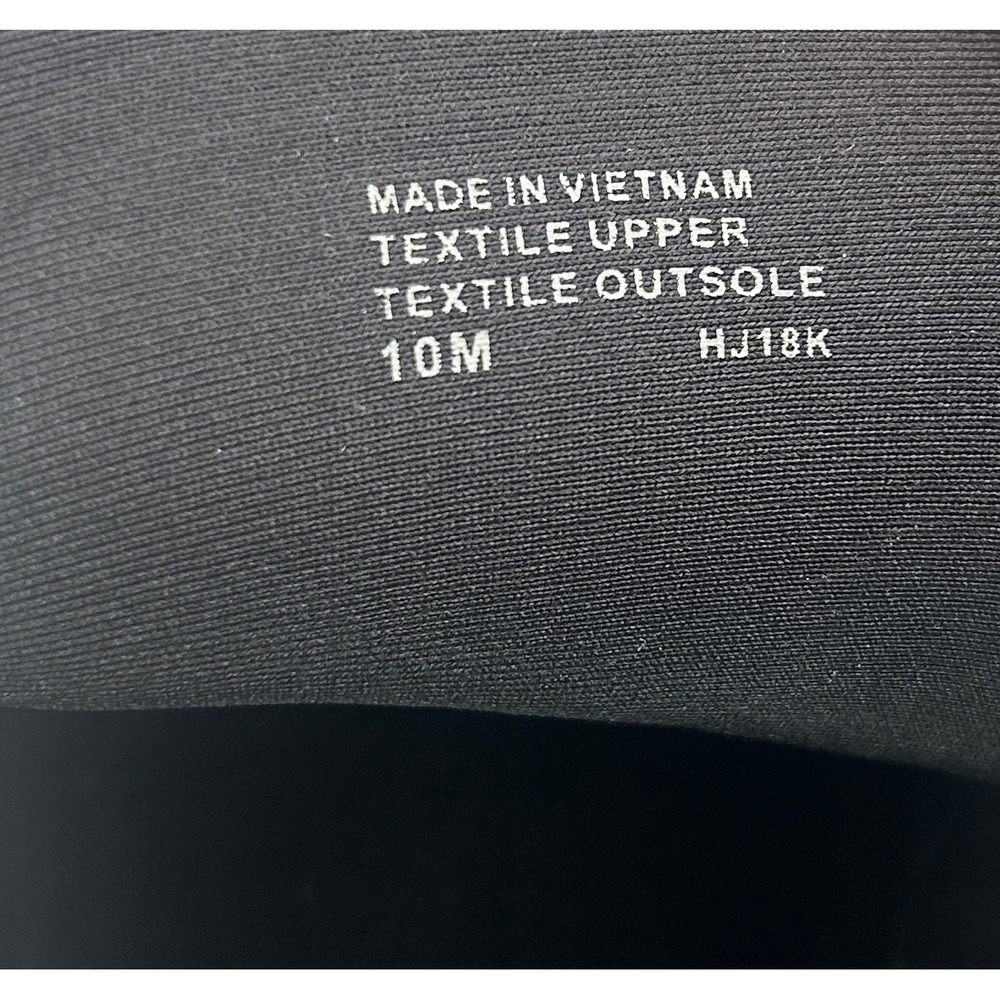 MADE IN VIETNAM
TEXTILE UPPER
TEXTILE OUTSOLE
10M HJ18K